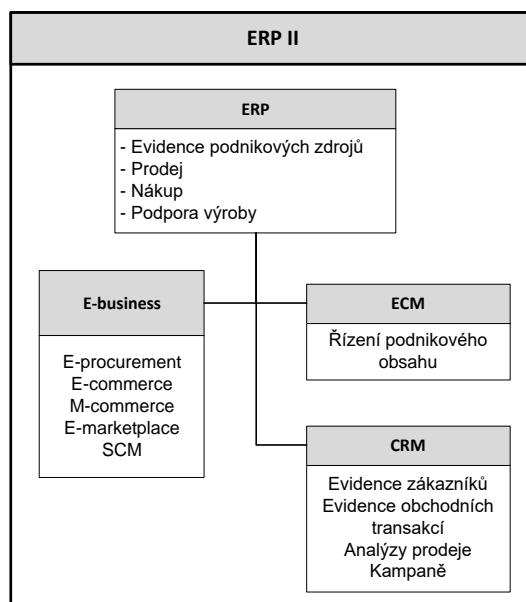 ERP II
ERP
- Evidence podnikových zdrojů
- Prodej
- Nákup
- Podpora výroby
E-business
E-procurement
E-commerce
M-commerce
E-marketplace
SCM
ECM
Řízení podnikového
obsahu
CRM
Evidence zákazníků
Evidence obchodních
transakcí
Analýzy prodeje
Kampaně